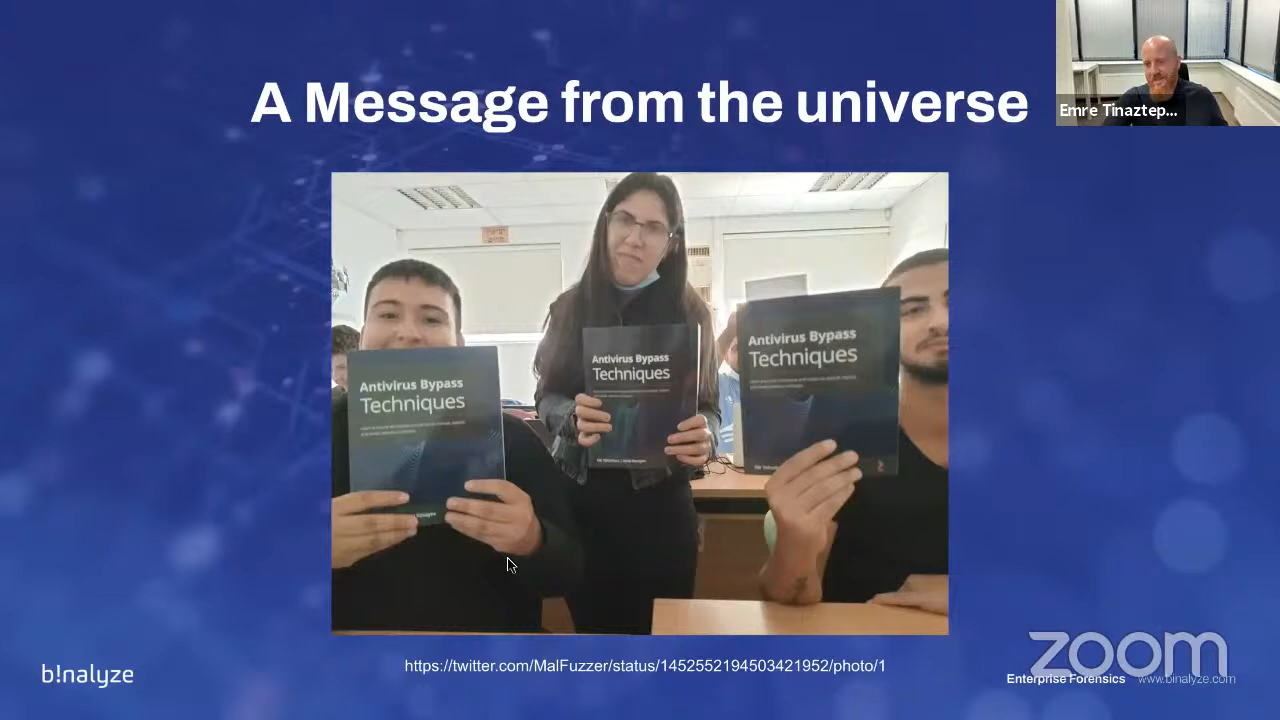 A Message from the universe
Emre Tinaztep...
Antivirus Bypass
Techniques
Antivirus Bypass
Techniques
Antivirus Bypass
Techniques
https://twitter.com/MalFuzzer/status/1452552194503421952/photo/1
b!nalyze
zoom
Enterprise Forensics www.binalyze.com